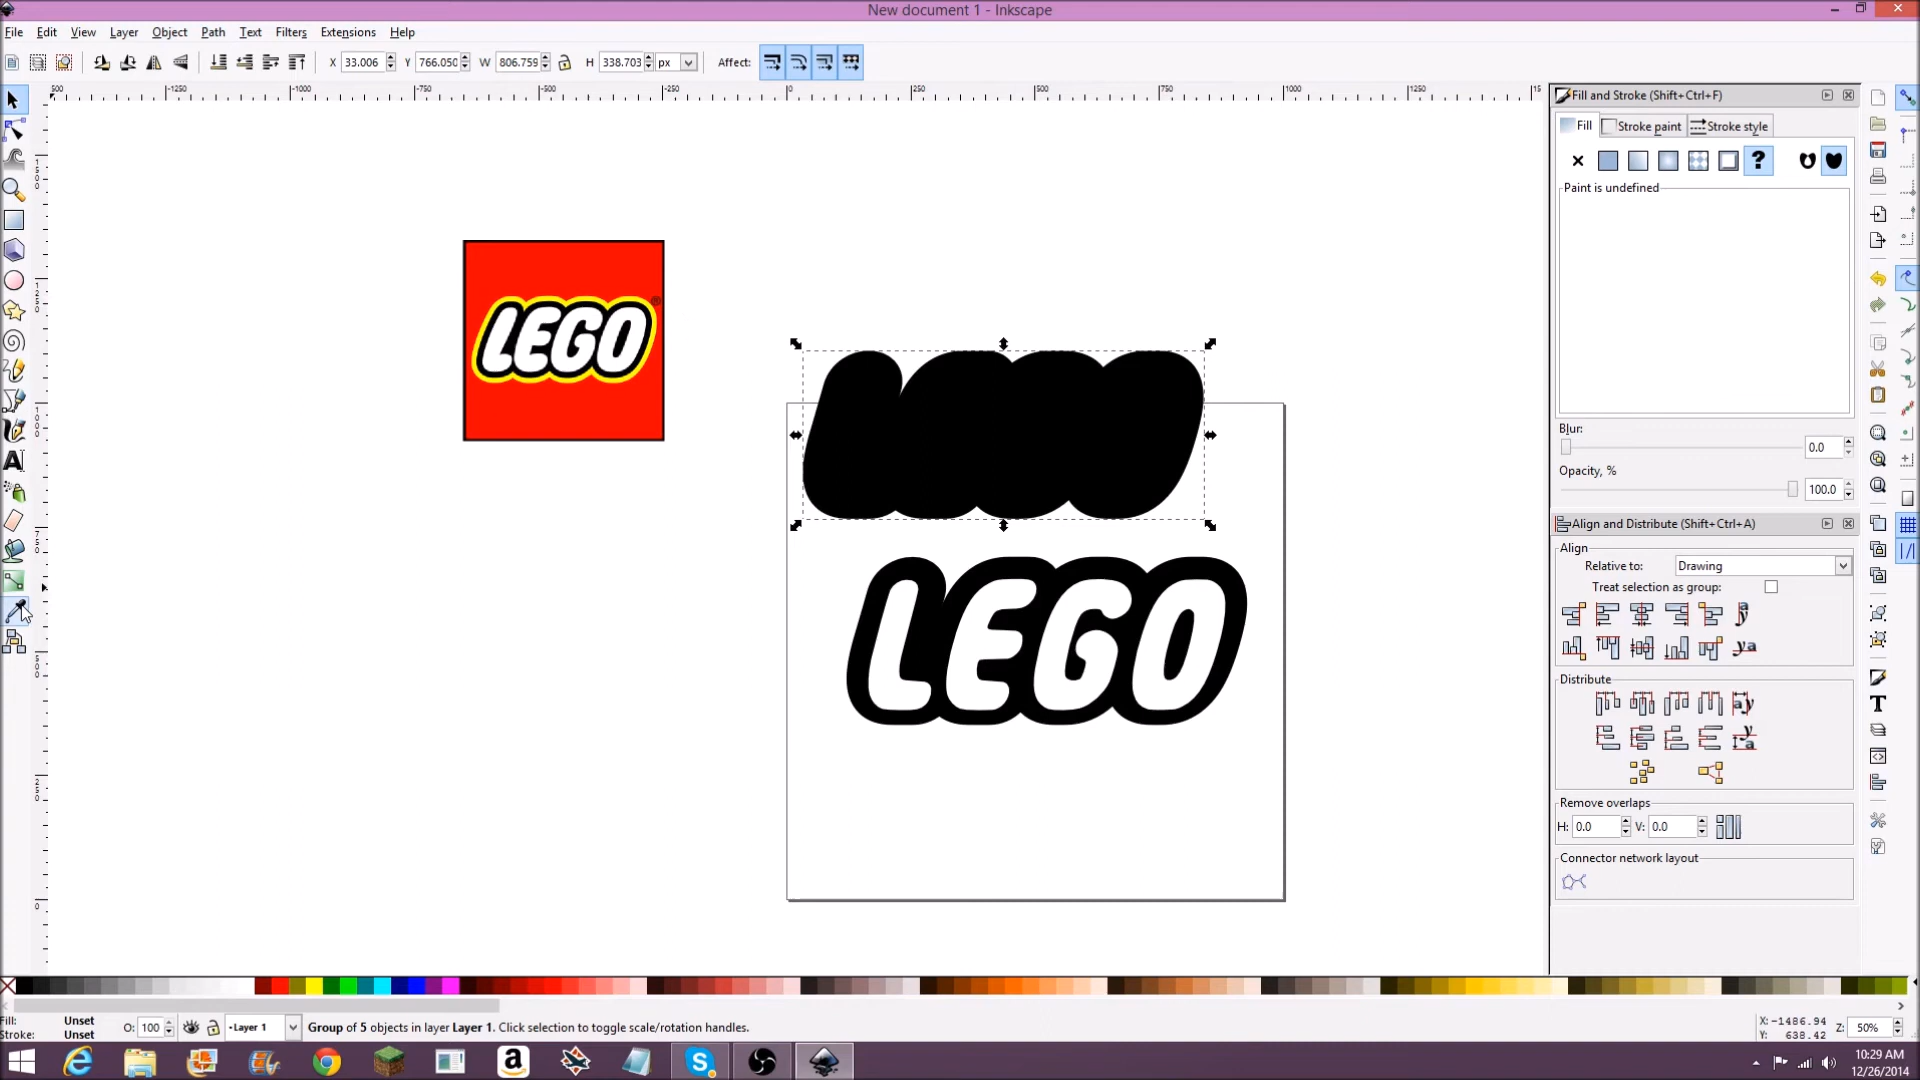 New document 1 - Inkscape
File Edit View Layer Object Path Text Filters Extensions Help
X 33.006 Y 766.050 W 806.759 H 338.703 px Affect:
Fill and Stroke (Shift+Ctrl+F)
Fill Stroke paint Stroke style
?
Paint is undefined
Blur:
0.0
Opacity, %
100.0
Align and Distribute (Shift+Ctrl+A)
Align
Relative to: Drawing
Treat selection as group:
Distribute
Remove overlaps
H: 0.0 V: 0.0
Connector network layout
LEGO
LEGO
Fill: Unset
Stroke: Unset
O: 100 -Layer 1 Group of 5 objects in layer Layer 1. Click selection to toggle scale/rotation handles.
X: -1486.94
Y: 638.42
Z: 50%
10:29 AM
12/26/2014